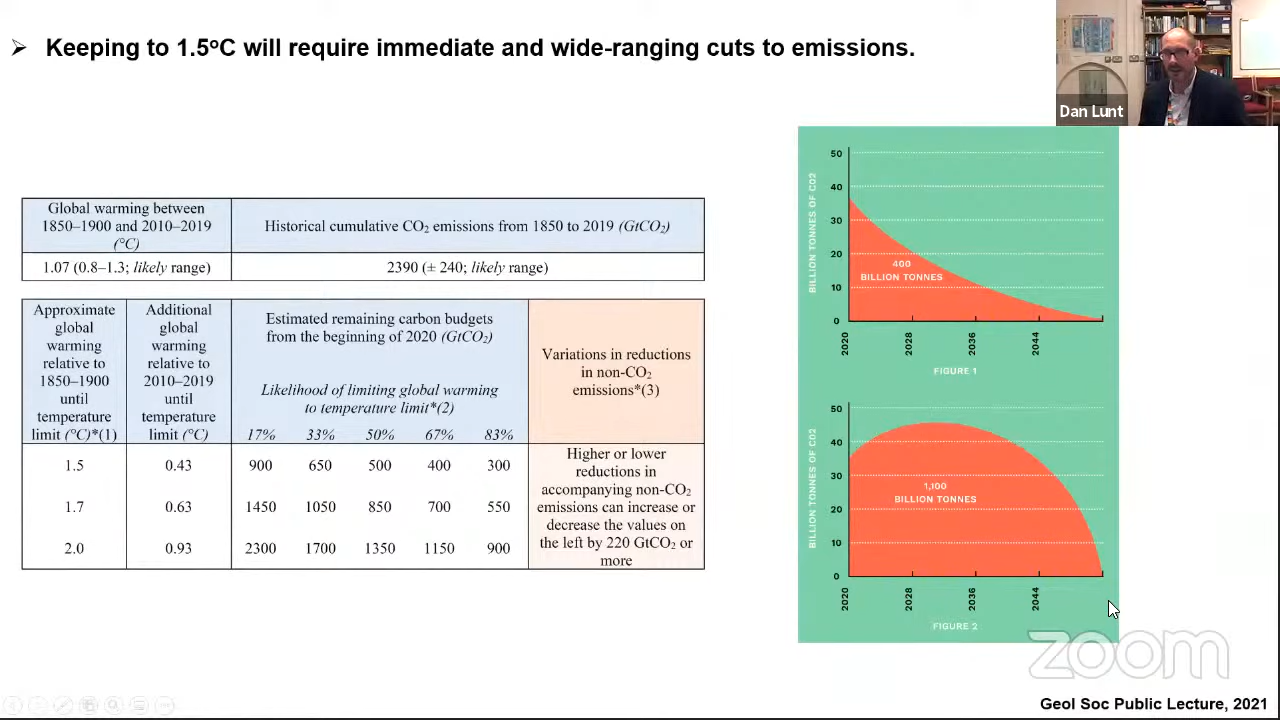 ➢ Keeping to 1.5°C will require immediate and wide-ranging cuts to emissions.
Dan Lunt
Global warming between
1850–1900 and 2010–2019
(°C)
Historical cumulative CO₂ emissions from 1850 to 2019 (GtCO₂)
1.07 (0.8– ; likely range)
2390 (± 240; likely range)
Approximate
global
warming
relative to
1850–1900
until
temperature
limit (°C)*(1)
Additional
global
warming
relative to
2010–2019
until
temperature
limit (°C)
Estimated remaining carbon budgets
from the beginning of 2020 (GtCO₂)
Likelihood of limiting global warming
to temperature limit*(2)
17% 33% 50% 67% 83%
Variations in reductions
in non-CO₂
emissions*(3)
1.5 0.43 900 650 500 400 300
1.7 0.63 1450 1050 850 700 550
2.0 0.93 2300 1700 1350 1150 900
Higher or lower
reductions in
accompanying non-CO₂
emissions can increase or
decrease the values on
the left by 220 GtCO₂ or
more
BILLION TONNES OF CO2
50
40
30
20
10
0
400
BILLION TONNES
2020 2028 2036 2044
FIGURE 1
BILLION TONNES OF CO2
50
40
30
20
10
0
1,100
BILLION TONNES
2020 2028 2036 2044
FIGURE 2
zoom
Geol Soc Public Lecture, 2021